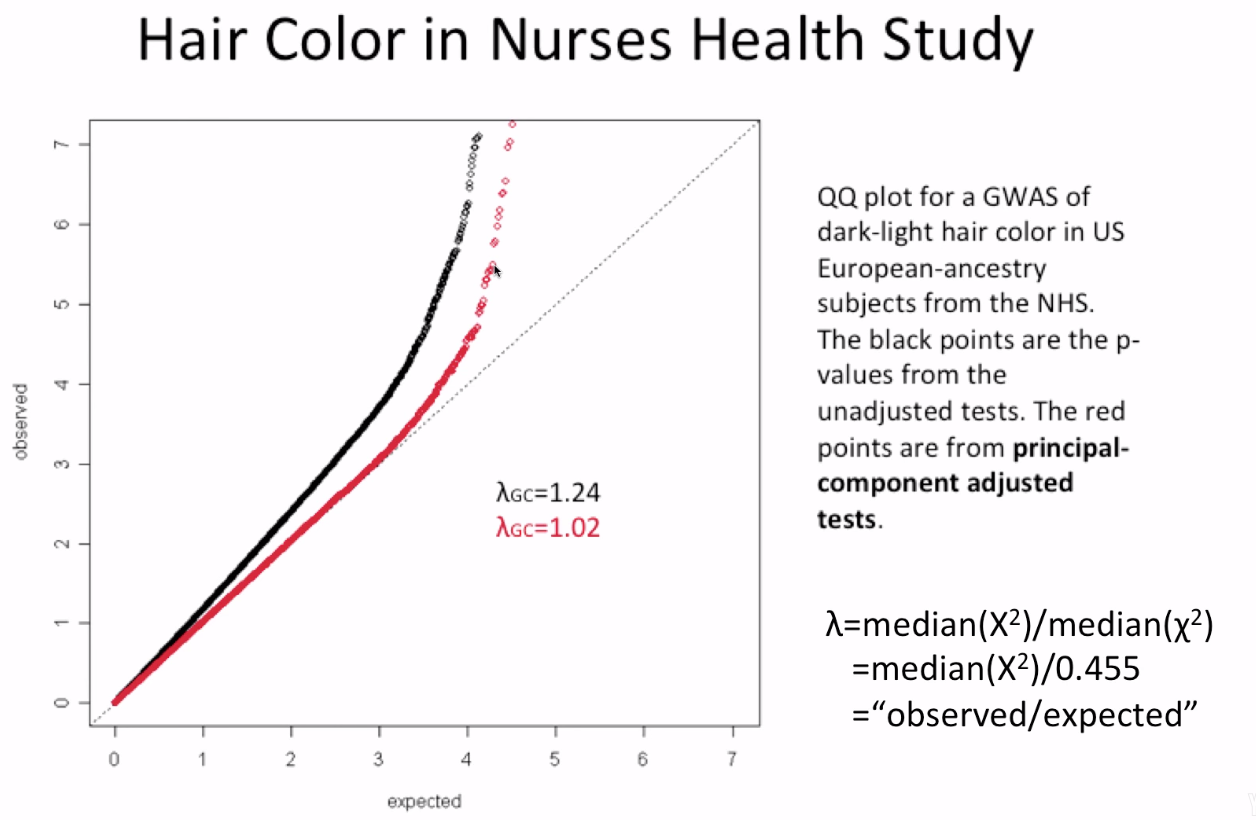 Hair Color in Nurses Health Study
7
6
5
4
3
2
1
0
observed
λGC=1.24
λGC=1.02
0 1 2 3 4 5 6 7
expected
QQ plot for a GWAS of
dark-light hair color in US
European-ancestry
subjects from the NHS.
The black points are the p-
values from the
unadjusted tests. The red
points are from principal-
component adjusted
tests.
λ=median(X²)/median(χ²)
=median(X²)/0.455
=“observed/expected”